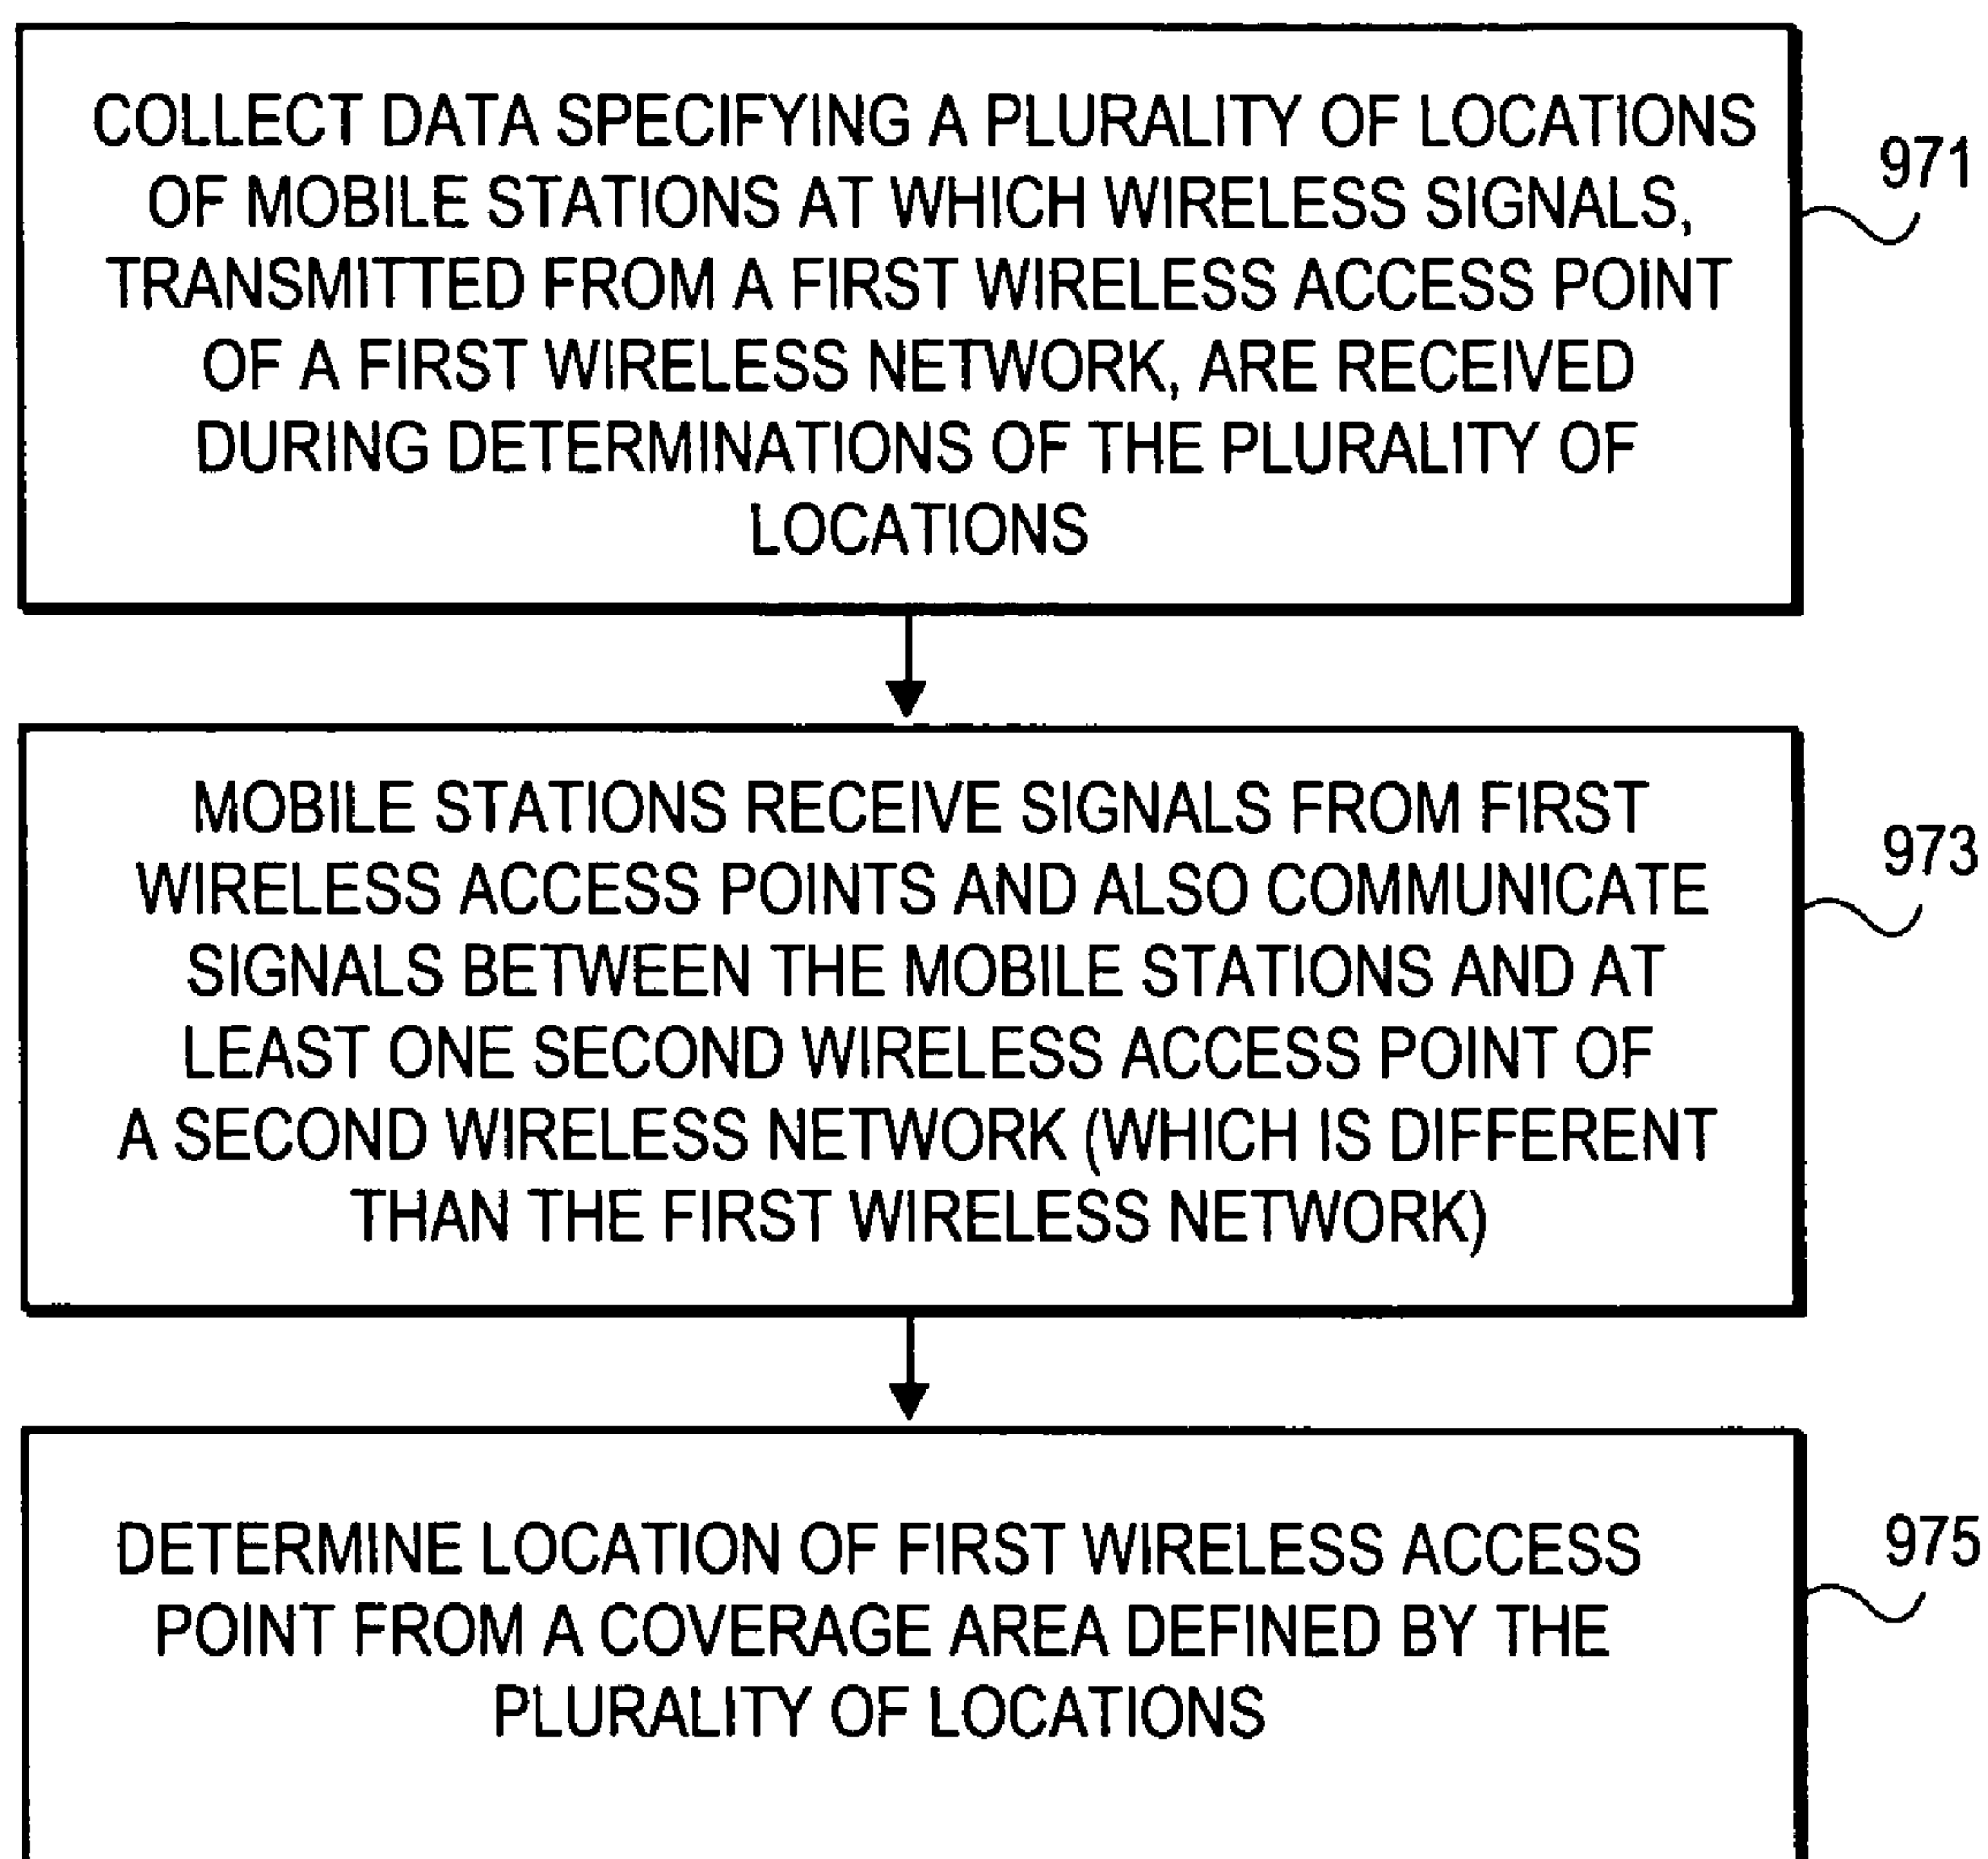 COLLECT DATA SPECIFYING A PLURALITY OF LOCATIONS
OF MOBILE STATIONS AT WHICH WIRELESS SIGNALS,
TRANSMITTED FROM A FIRST WIRELESS ACCESS POINT
OF A FIRST WIRELESS NETWORK, ARE RECEIVED
DURING DETERMINATIONS OF THE PLURALITY OF
LOCATIONS
971
MOBILE STATIONS RECEIVE SIGNALS FROM FIRST
WIRELESS ACCESS POINTS AND ALSO COMMUNICATE
SIGNALS BETWEEN THE MOBILE STATIONS AND AT
LEAST ONE SECOND WIRELESS ACCESS POINT OF
A SECOND WIRELESS NETWORK (WHICH IS DIFFERENT
THAN THE FIRST WIRELESS NETWORK)
973
DETERMINE LOCATION OF FIRST WIRELESS ACCESS
POINT FROM A COVERAGE AREA DEFINED BY THE
PLURALITY OF LOCATIONS
975